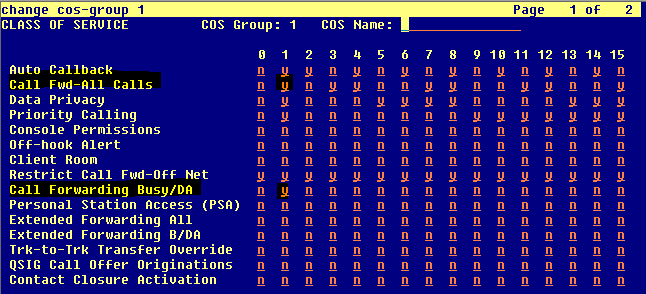 change cos-group 1 Page 1 of 2
CLASS OF SERVICE COS Group: 1 COS Name:
0 1 2 3 4 5 6 7 8 9 10 11 12 13 14 15
Auto Callback n y y n y n y n y n y n y n y n
Call Fwd-All Calls n y n y y n n y y n n y y n n y
Data Privacy n y n n n y y y y n n n n y y y
Priority Calling n y n n n n n n n y y y y y y y
Console Permissions n n n n n n n n n n n n n n n n
Off-hook Alert n n n n n n n n n n n n n n n n
Client Room n n n n n n n n n n n n n n n n
Restrict Call Fwd-Off Net y y y y y y y y y y y y y y y y
Call Forwarding Busy/DA n y n n n n n n n n n n n n n n
Personal Station Access (PSA) n n n n n n n n n n n n n n n n
Extended Forwarding All n n n n n n n n n n n n n n n n
Extended Forwarding B/DA n n n n n n n n n n n n n n n n
Trk-to-Trk Transfer Override n n n n n n n n n n n n n n n n
QSIG Call Offer Originations n n n n n n n n n n n n n n n n
Contact Closure Activation n n n n n n n n n n n n n n n n